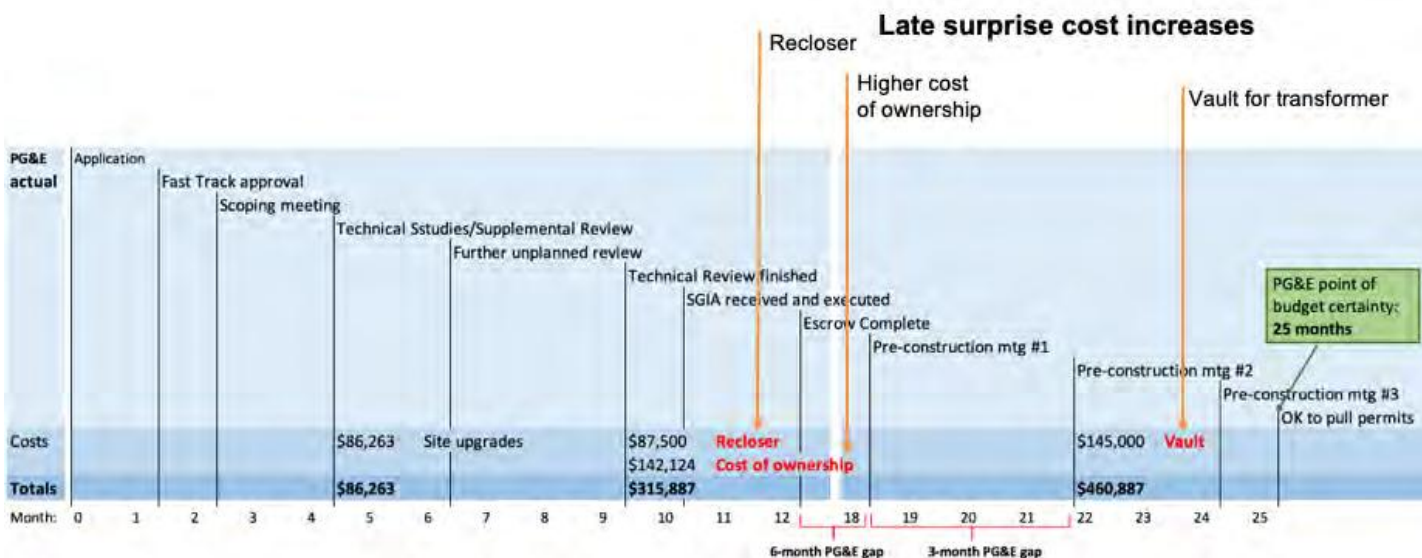 Late surprise cost increases
Recloser
Higher cost
of ownership
Vault for transformer
PG&E
actual
Application
Fast Track approval
Scoping meeting
Technical Sstudies/Supplemental Review
Further unplanned review
Technical Review finished
SGIA received and executed
Escrow Complete
Pre-construction mtg #1
Pre-construction mtg #2
Pre-construction mtg #3
OK to pull permits
PG&E point of
budget certainty:
25 months
Costs $86,263 Site upgrades $87,500 Recloser $145,000 Vault
$142,124 Cost of ownership
Totals $86,263 $315,887 $460,887
Month: 0 1 2 3 4 5 6 7 8 9 10 11 12 18 19 20 21 22 23 24 25
6-month PG&E gap 3-month PG&E gap